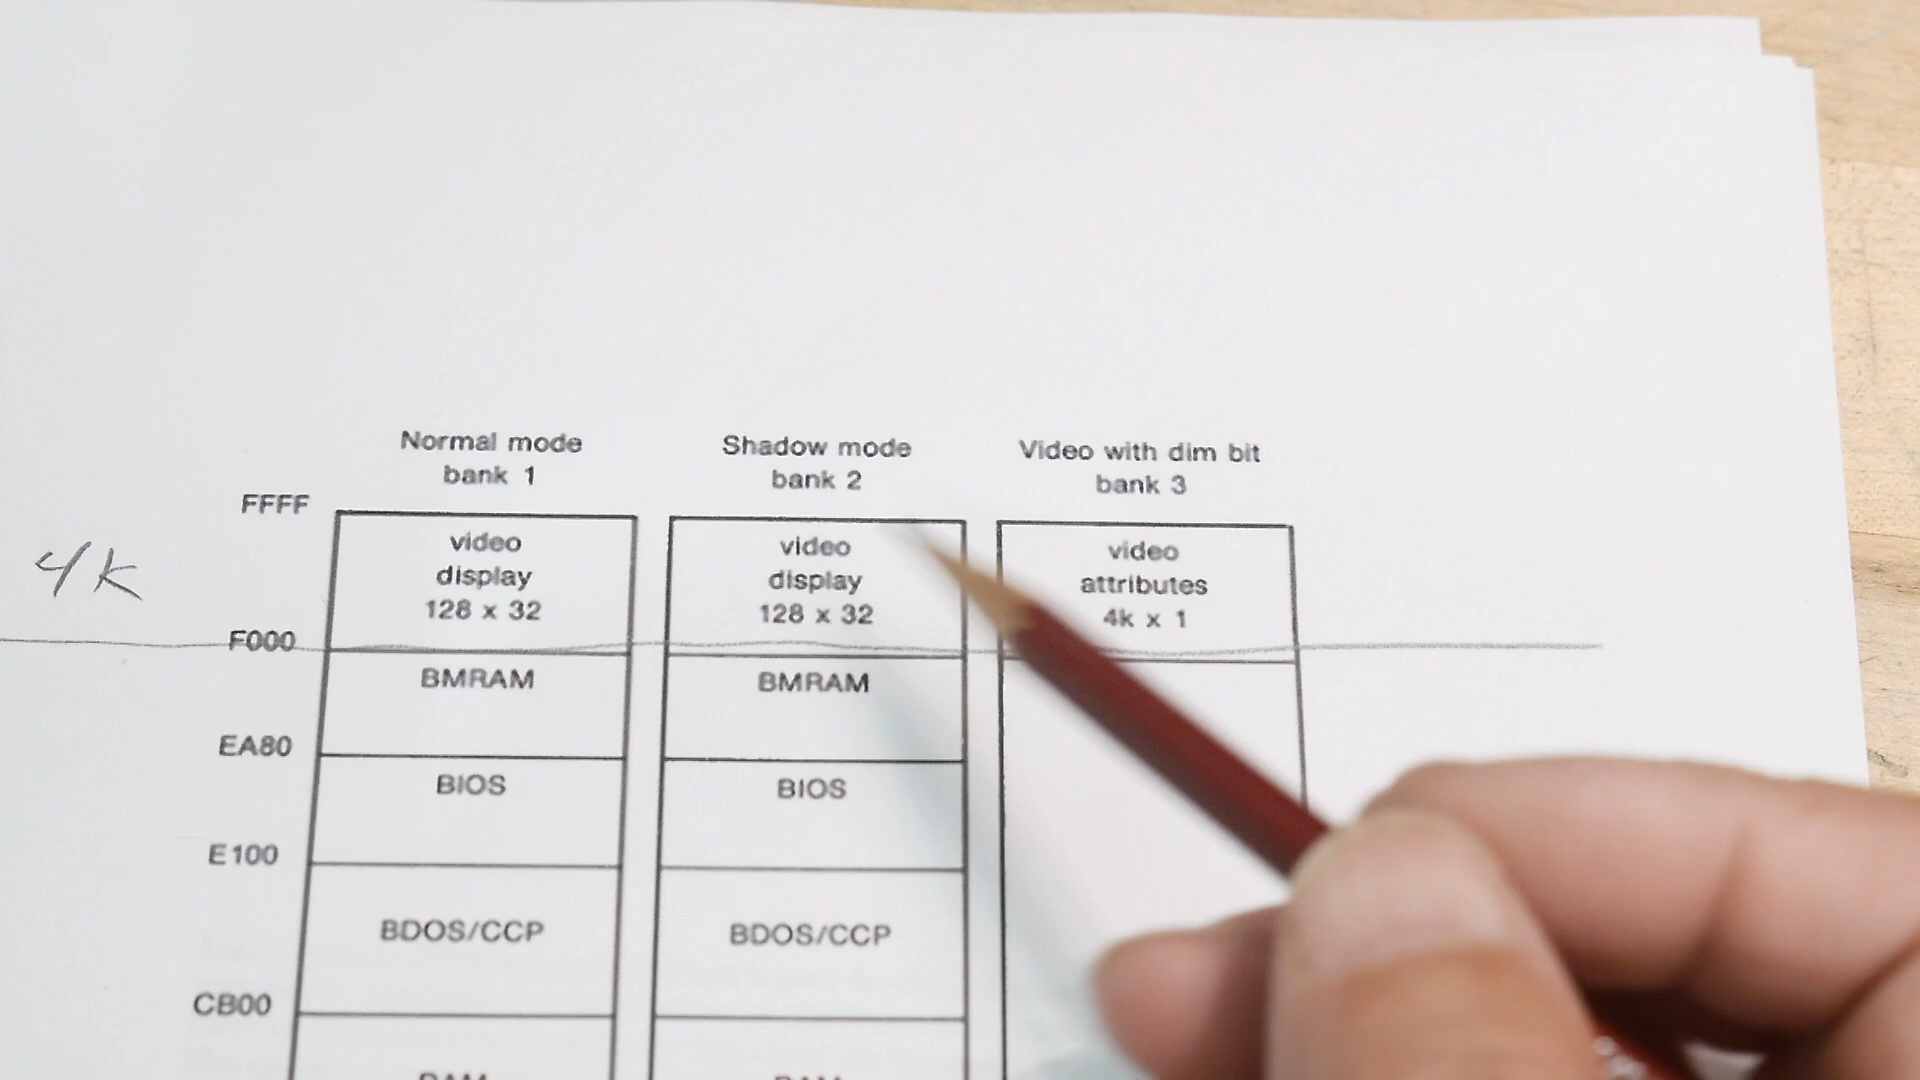 Normal mode
bank 1
Shadow mode
bank 2
Video with dim bit
bank 3
FFFF
video
display
128 x 32
video
display
128 x 32
video
attributes
4k x 1
4K
F000
BMRAM
BMRAM
EA80
BIOS
BIOS
E100
BDOS/CCP
BDOS/CCP
CB00
RAM
RAM